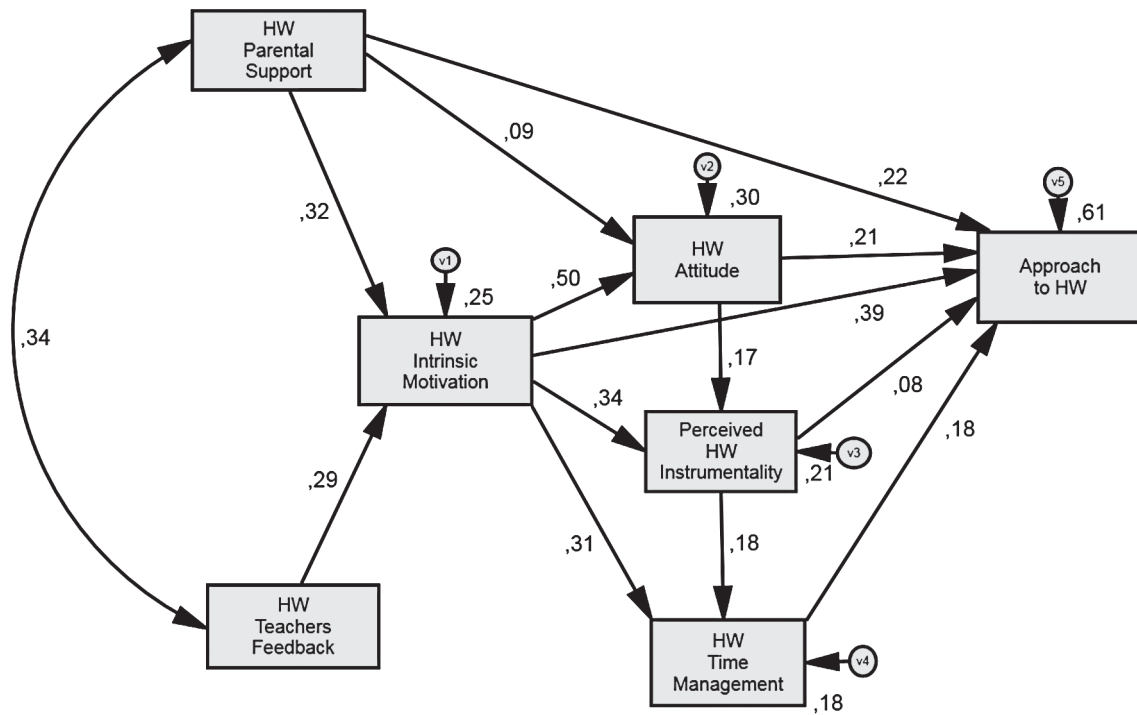 HW
Parental
Support
,09
v2
,30
,22
v5
,61
,32
HW
Attitude
,21
Approach
to HW
v1
,25
,50
,34
HW
Intrinsic
Motivation
,39
,17
,34
,08
Perceived
HW
Instrumentality
v3
,21
,18
,29
,31
,18
HW
Teachers
Feedback
HW
Time
Management
v4
,18